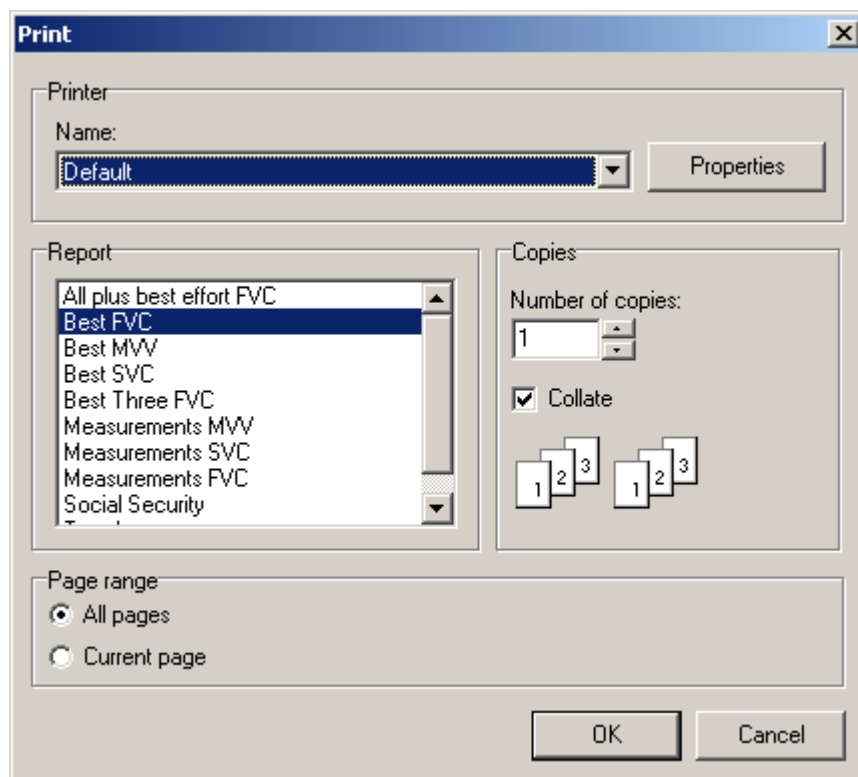 Print
Printer
Name:
Default
Properties
Report
All plus best effort FVC
Best FVC
Best MVV
Best SVC
Best Three FVC
Measurements MVV
Measurements SVC
Measurements FVC
Social Security
Copies
Number of copies:
1
Collate
1 2 3 1 2 3
Page range
All pages
Current page
OK
Cancel